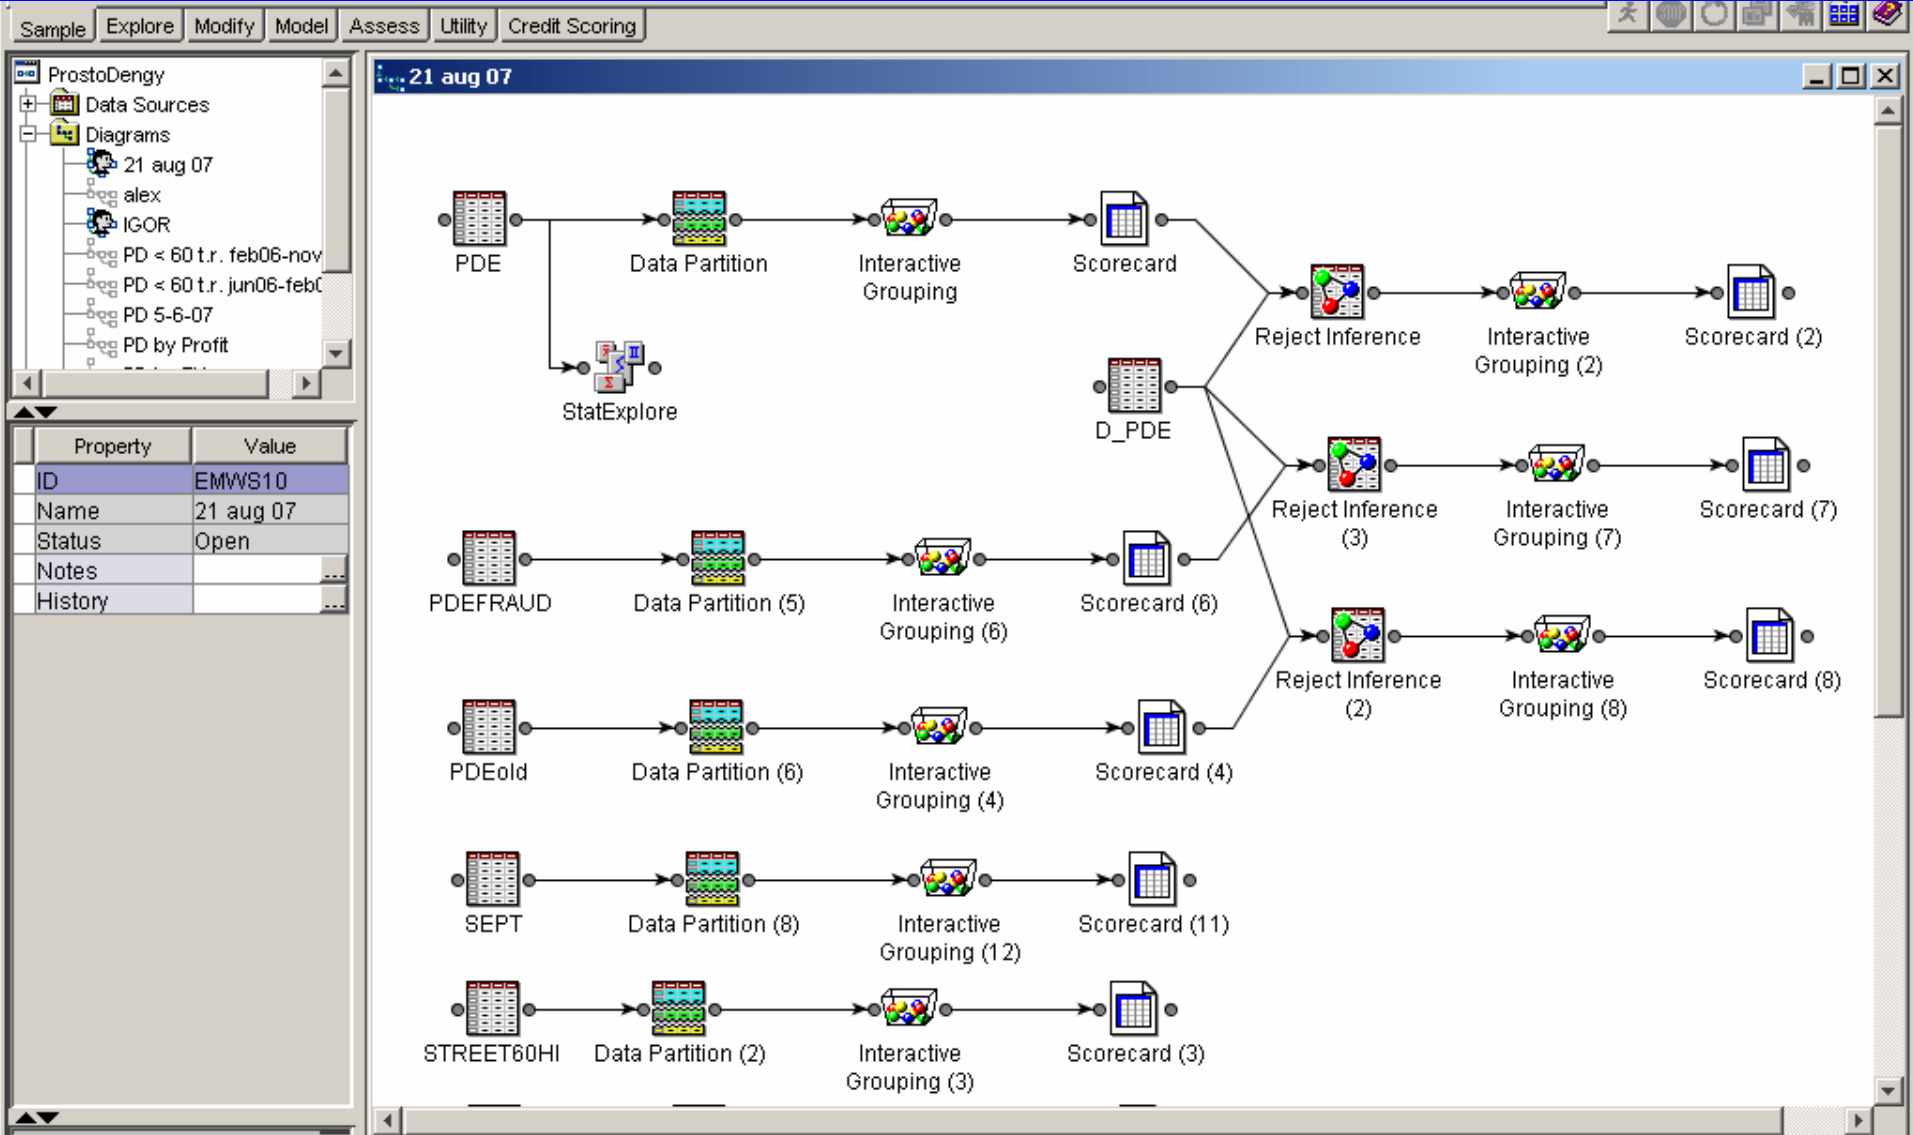 Sample Explore Modify Model Assess Utility Credit Scoring
ProstoDengy
Data Sources
Diagrams
21 aug 07
alex
IGOR
PD < 60 t.r. feb06-nov
PD < 60 t.r. jun06-feb0
PD 5-6-07
PD by Profit
Property Value
ID EMWS10
Name 21 aug 07
Status Open
Notes ...
History ...
21 aug 07
PDE
Data Partition
Interactive
Grouping
Scorecard
Reject Inference
Interactive
Grouping (2)
Scorecard (2)
StatExplore
D_PDE
Reject Inference
(3)
Interactive
Grouping (7)
Scorecard (7)
PDEFRAUD
Data Partition (5)
Interactive
Grouping (6)
Scorecard (6)
Reject Inference
(2)
Interactive
Grouping (8)
Scorecard (8)
PDEold
Data Partition (6)
Interactive
Grouping (4)
Scorecard (4)
SEPT
Data Partition (8)
Interactive
Grouping (12)
Scorecard (11)
STREET60HI
Data Partition (2)
Interactive
Grouping (3)
Scorecard (3)